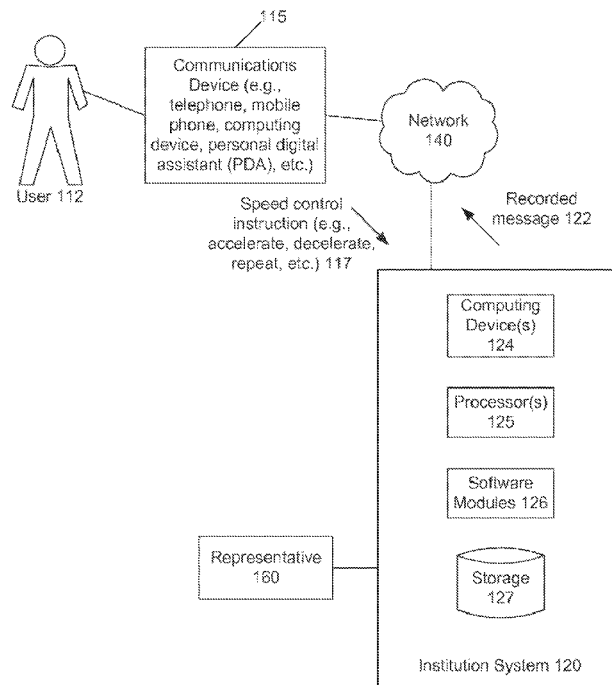 115
Communications
Device (e.g.,
telephone, mobile
phone, computing
device, personal digital
assistant (PDA), etc.)
Network
140
User 112
Speed control
instruction (e.g.,
accelerate, decelerate,
repeat, etc.) 117
Recorded
message 122
Computing
Device(s)
124
Processor(s)
125
Software
Modules 126
Representative
160
Storage
127
Institution System 120